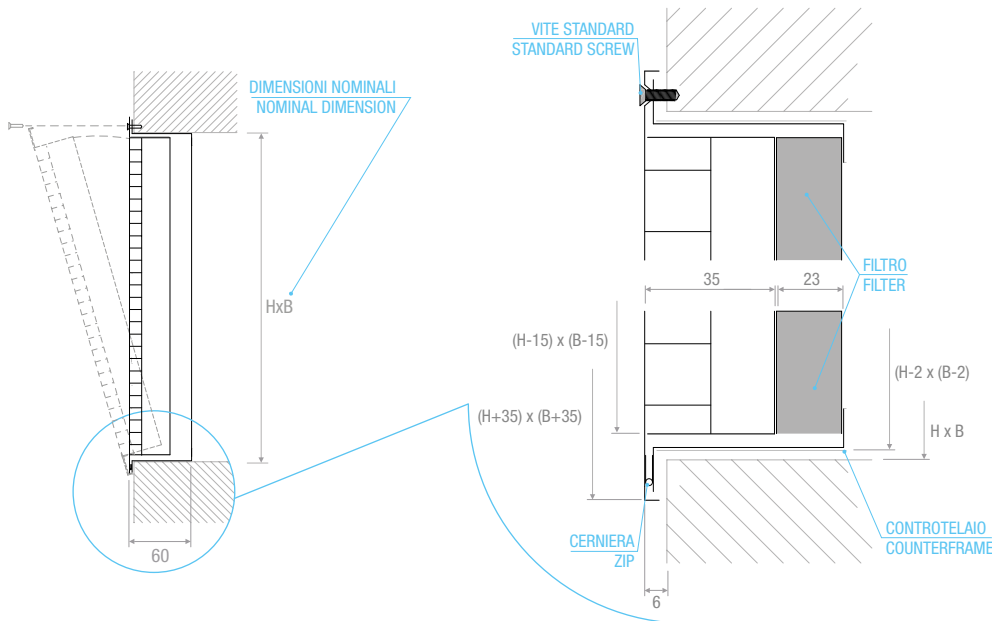 DIMENSIONI NOMINALI
NOMINAL DIMENSION
HxB
60
VITE STANDARD
STANDARD SCREW
35
23
FILTRO
FILTER
(H-15) x (B-15)
(H+35) x (B+35)
(H-2 x (B-2)
H x B
CERNIERA
ZIP
CONTROTELAIO
COUNTERFRAME
6